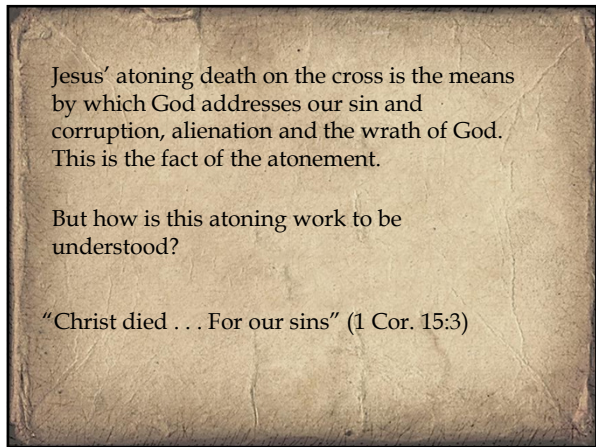 Jesus’ atoning death on the cross is the means
by which God addresses our sin and
corruption, alienation and the wrath of God.
This is the fact of the atonement.
But how is this atoning work to be
understood?
“Christ died . . . For our sins” (1 Cor. 15:3)